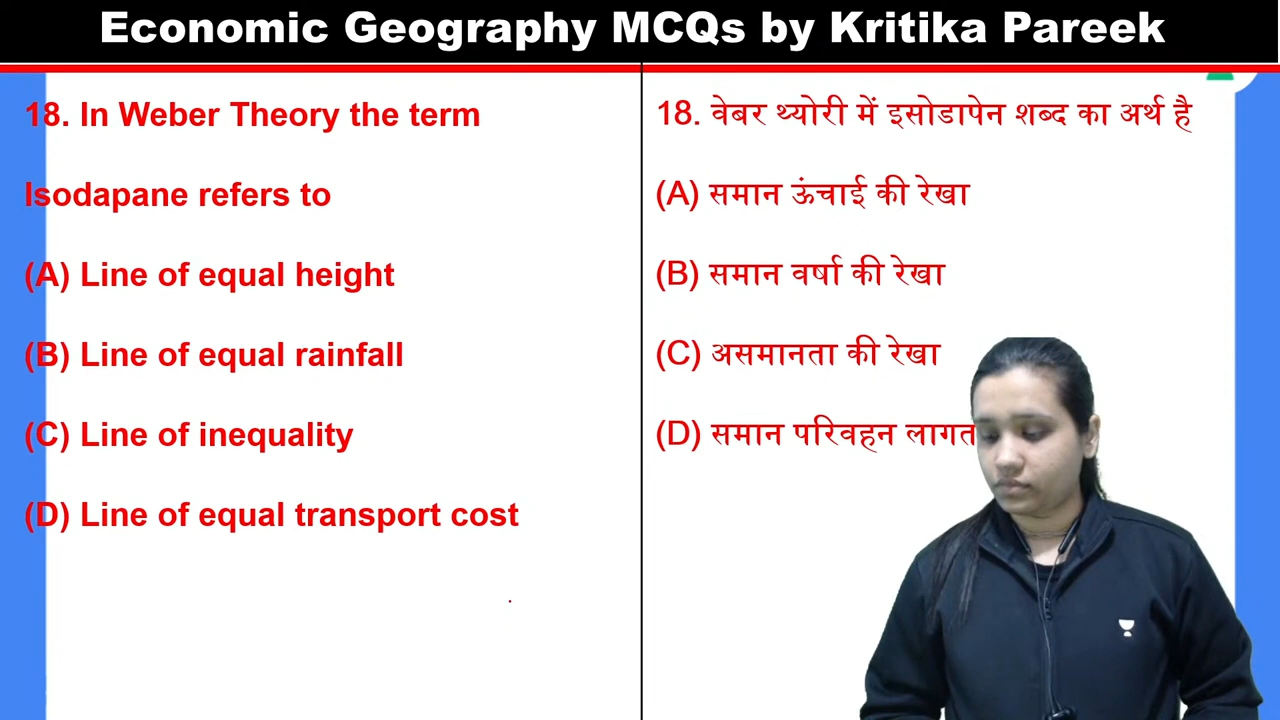 Economic Geography MCQs by Kritika Pareek
18. In Weber Theory the term
Isodapane refers to
(A) Line of equal height
(B) Line of equal rainfall
(C) Line of inequality
(D) Line of equal transport cost
18. वेबर थ्योरी में इसोडापेन शब्द का अर्थ है
(A) समान ऊंचाई की रेखा
(B) समान वर्षा की रेखा
(C) असमानता की रेखा
(D) समान परिवहन लागत